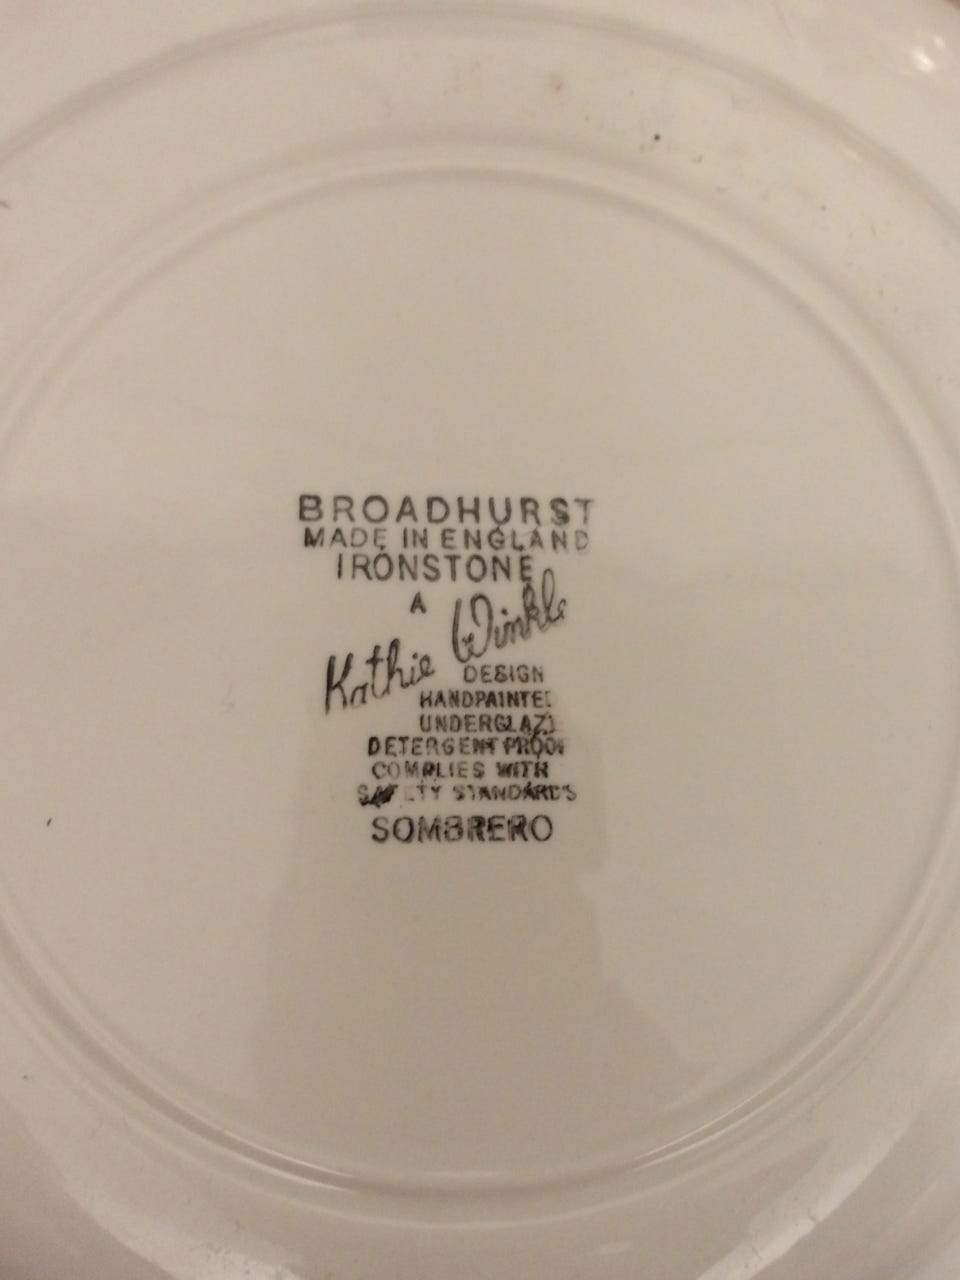 BROADHURST
MADE IN ENGLAND
IRONSTONE
A
Kathie Winkle
DESIGN
HANDPAINTED
UNDERGLAZE
DETERGENT PROOF
COMPLIES WITH
SAFETY STANDARDS
SOMBRERO